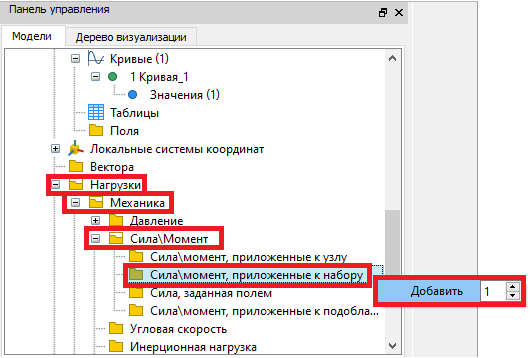 Панель управления
Модели Дерево визуализации
Кривые (1)
1 Кривая_1
Значения (1)
Таблицы
Поля
Локальные системы координат
Вектора
Нагрузки
Механика
Давление
Сила\Момент
Сила\момент, приложенные к узлу
Сила\момент, приложенные к набору
Добавить 1
Сила, заданная полем
Сила\момент, приложенные к подобла...
Угловая скорость
Инерционная нагрузка